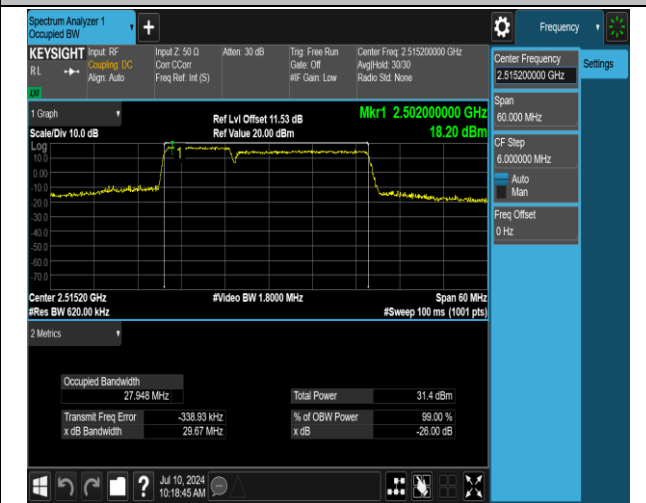 Spectrum Analyzer 1
Occupied BW
Frequency
KEYSIGHT
RL
Input: RF
Coupling: DC
Align: Auto
Input Z: 50 Ω
Corr CCorr
Freq Ref: Int (S)
Atten: 30 dB
Trig: Free Run
Gate: Off
#IF Gain: Low
Center Freq: 2.515200000 GHz
Avg|Hold: 30/30
Radio Std: None
LXI
Center Frequency
2.515200000 GHz
Settings
Span
60.000 MHz
CF Step
6.000000 MHz
Auto
Man
Freq Offset
0 Hz
1 Graph
Scale/Div 10.0 dB
Ref Lvl Offset 11.53 dB
Ref Value 20.00 dBm
Mkr1 2.502000000 GHz
18.20 dBm
Log
10.0
0.00
-10.0
-20.0
-30.0
-40.0
-50.0
-60.0
-70.0
1
Center 2.51520 GHz
#Res BW 620.00 kHz
#Video BW 1.8000 MHz
Span 60 MHz
#Sweep 100 ms (1001 pts)
2 Metrics
Occupied Bandwidth
27.948 MHz
Total Power 31.4 dBm
Transmit Freq Error -338.93 kHz
% of OBW Power 99.00 %
x dB Bandwidth 29.67 MHz
x dB -26.00 dB
?
Jul 10, 2024
10:18:45 AM